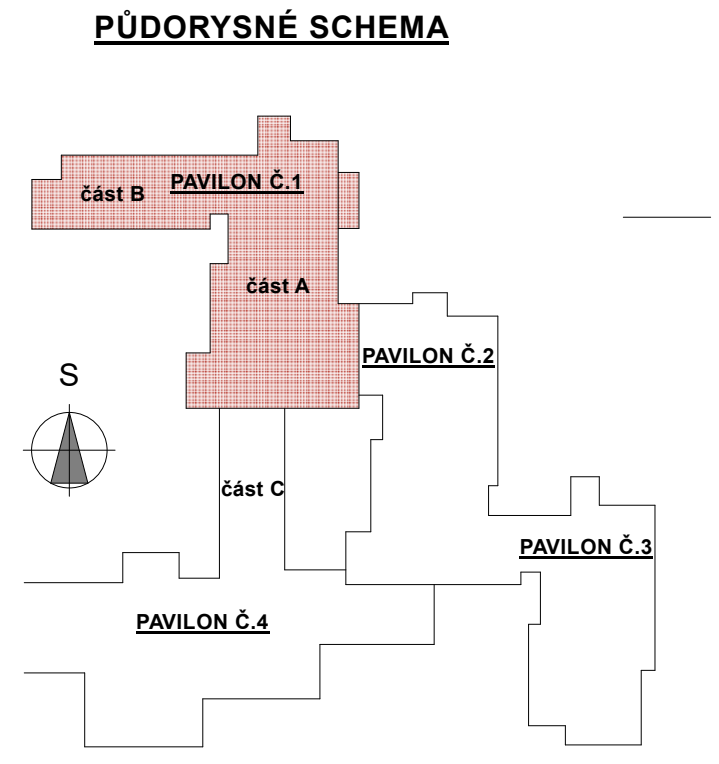 PŮDORYSNÉ SCHEMA
část B
PAVILON Č.1
část A
PAVILON Č.2
S
část C
PAVILON Č.3
PAVILON Č.4